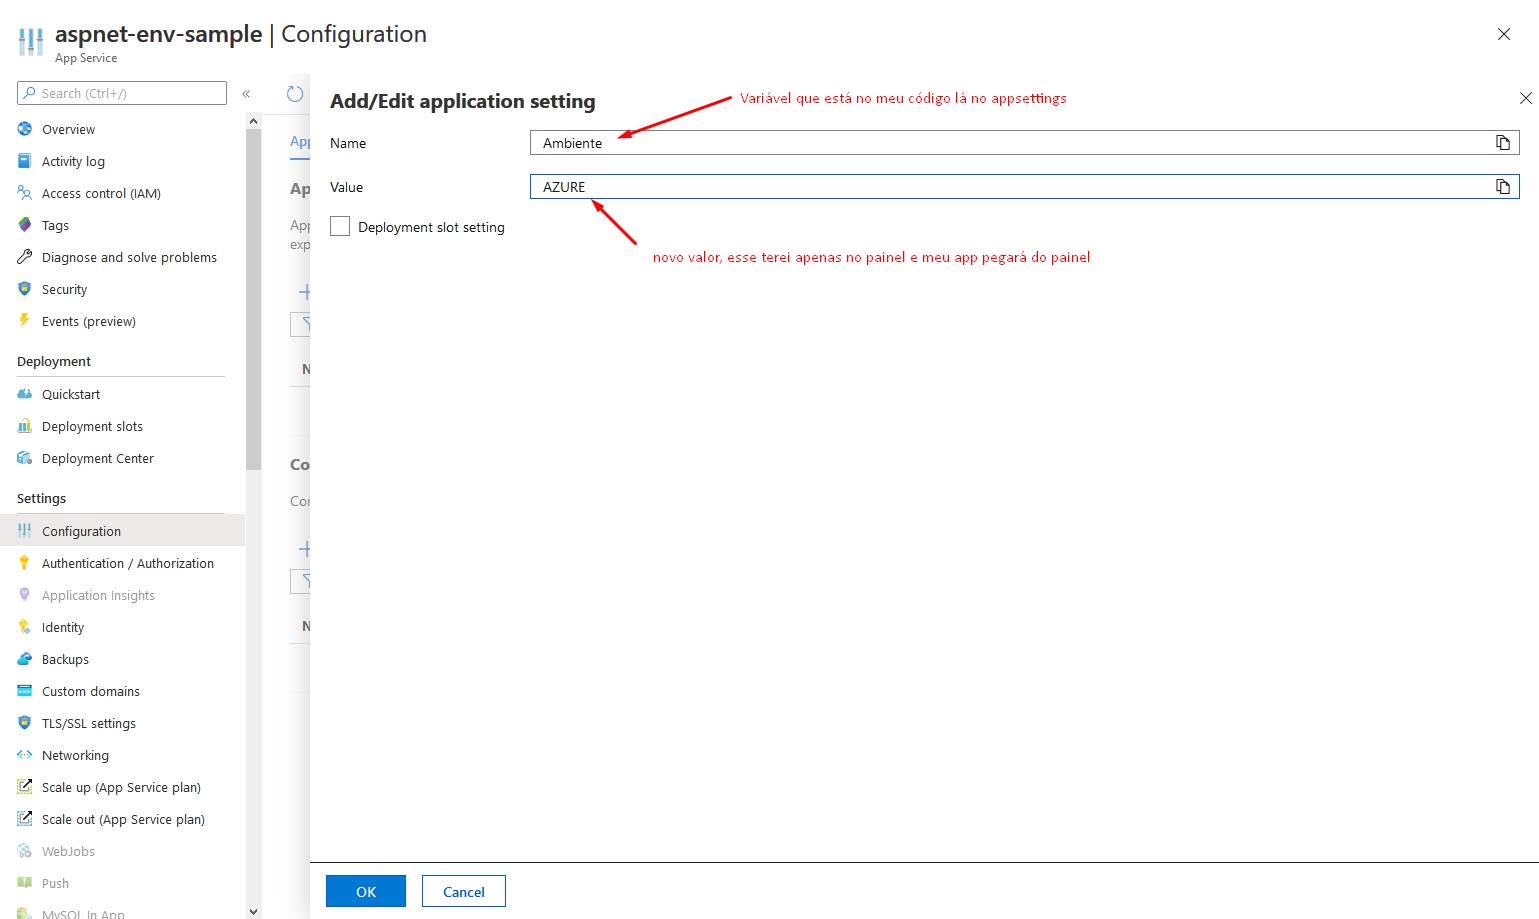 aspnet-env-sample | Configuration
App Service
Search (Ctrl+/)
«
Overview
Activity log
Access control (IAM)
Tags
Diagnose and solve problems
Security
Events (preview)
Deployment
Quickstart
Deployment slots
Deployment Center
Settings
Configuration
Authentication / Authorization
Application Insights
Identity
Backups
Custom domains
TLS/SSL settings
Networking
Scale up (App Service plan)
Scale out (App Service plan)
WebJobs
Push
MySQL In App
App
Ap
App
exp
N
Co
Con
N
Add/Edit application setting
Variável que está no meu código lá no appsettings
Name
Ambiente
Value
AZURE
Deployment slot setting
novo valor, esse terei apenas no painel e meu app pegará do painel
OK
Cancel